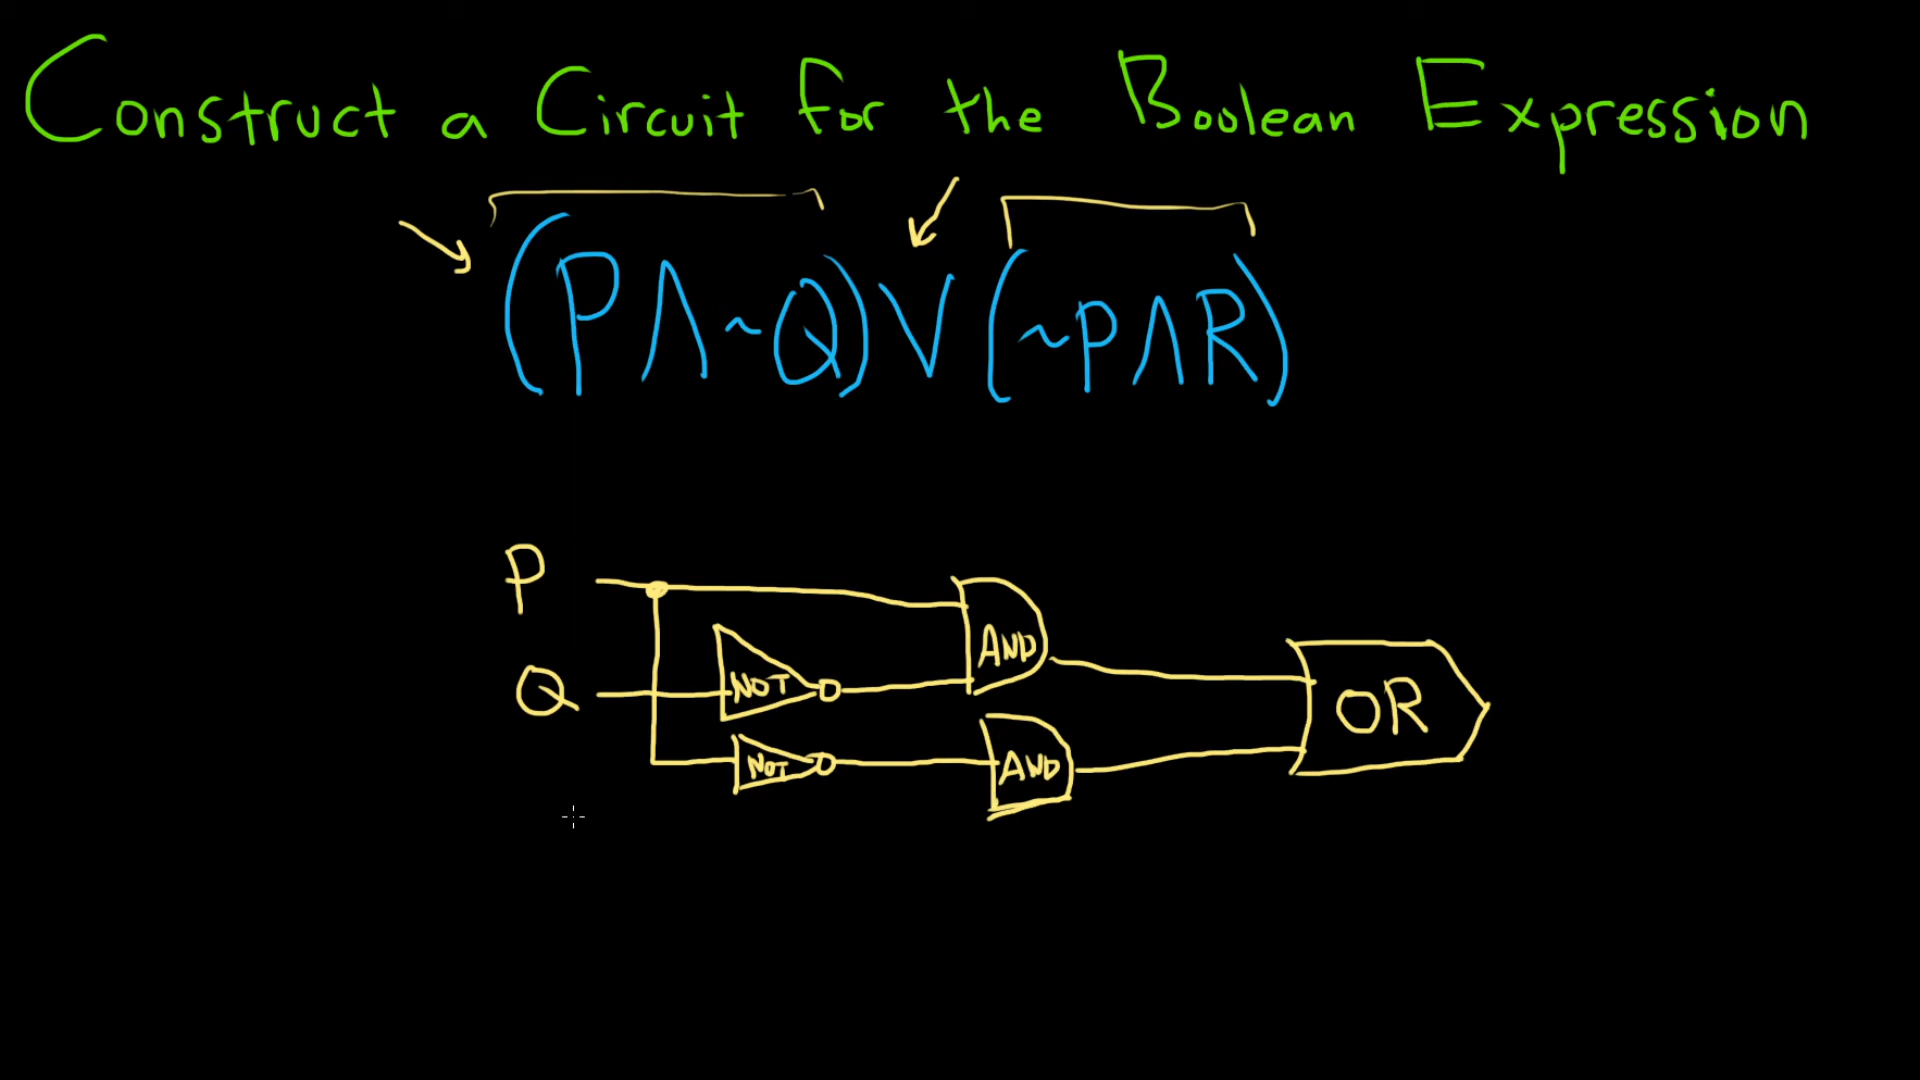 Construct a Circuit for the Boolean Expression
(P∧~Q)∨(~P∧R)
P
AND
Q
NOT
OR
NOT
AND